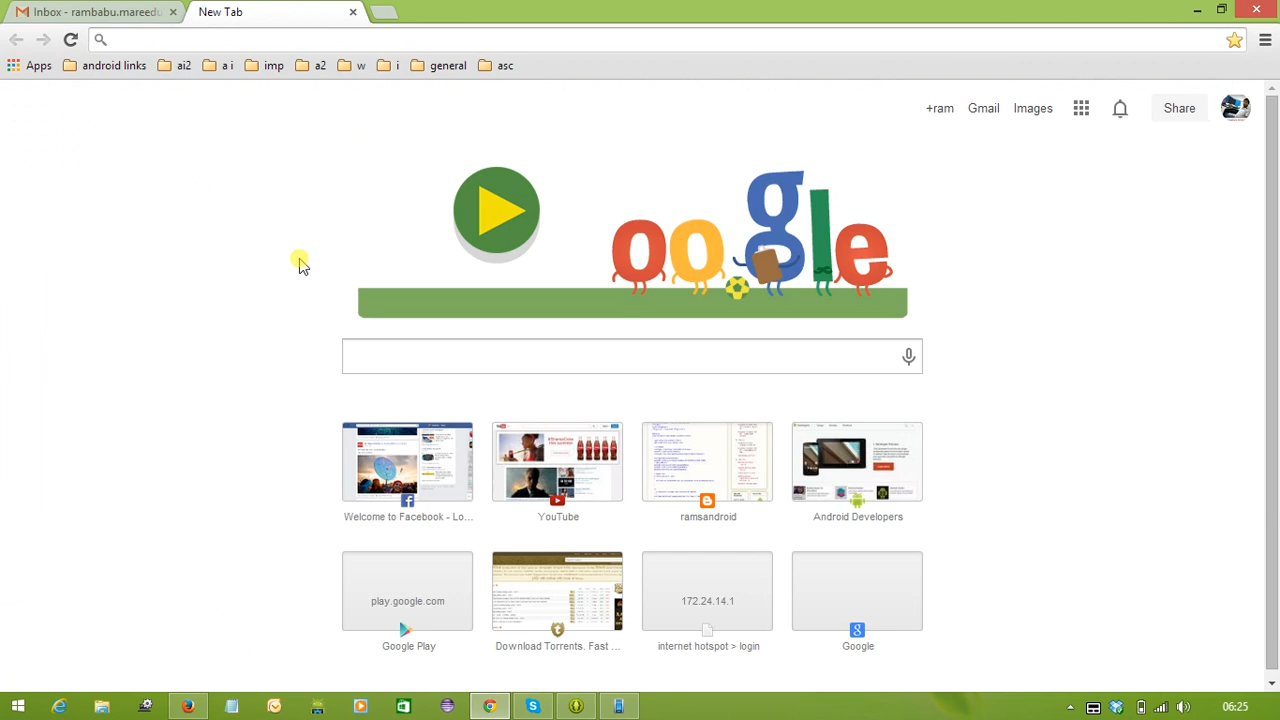 Inbox - rambabu.mareedu
New Tab
Apps android links ai2 a i imp a2 w i general asc
+ram Gmail Images Share
oogle
Welcome to Facebook - Lo... YouTube ramsandroid Android Developers
play.google.com 172.24.14.1
Google Play Download Torrents. Fast ... internet hotspot > login Google
06:25